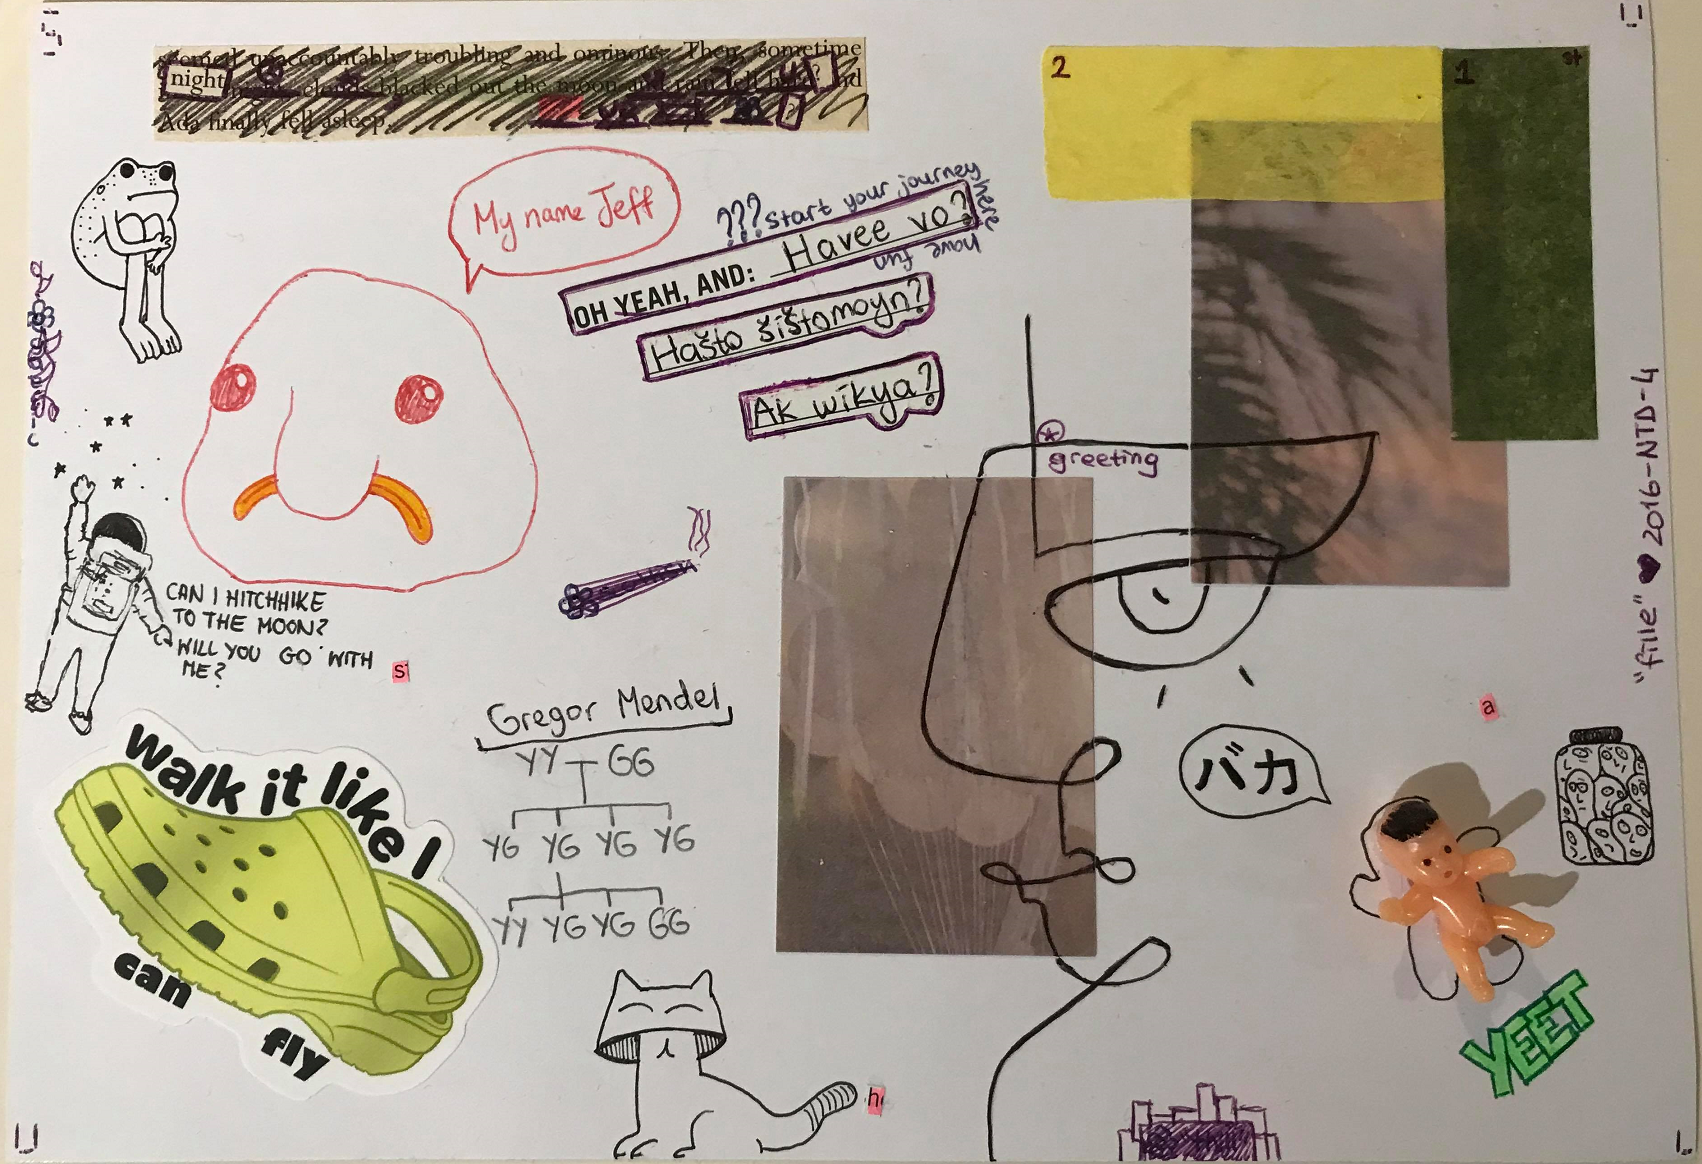 seemed unaccountably troubling and ominous. Then, sometime
night clouds blacked out the moon and rain fell and
Ada finally fell asleep.
My name Jeff
??? start your journey here
have fun
OH YEAH, AND: Havee vo?
Hašto šištomoyn?
Ak wikya?
2
1 st
* greeting
"fille" ♥ 2016-NTD-4
CAN I HITCHHIKE
TO THE MOON?
WILL YOU GO WITH
ME?
s
a
Gregor Mendel
YY GG
YG YG YG YG
YY YG YG GG
バカ
walk it like I
can fly
YEET
h